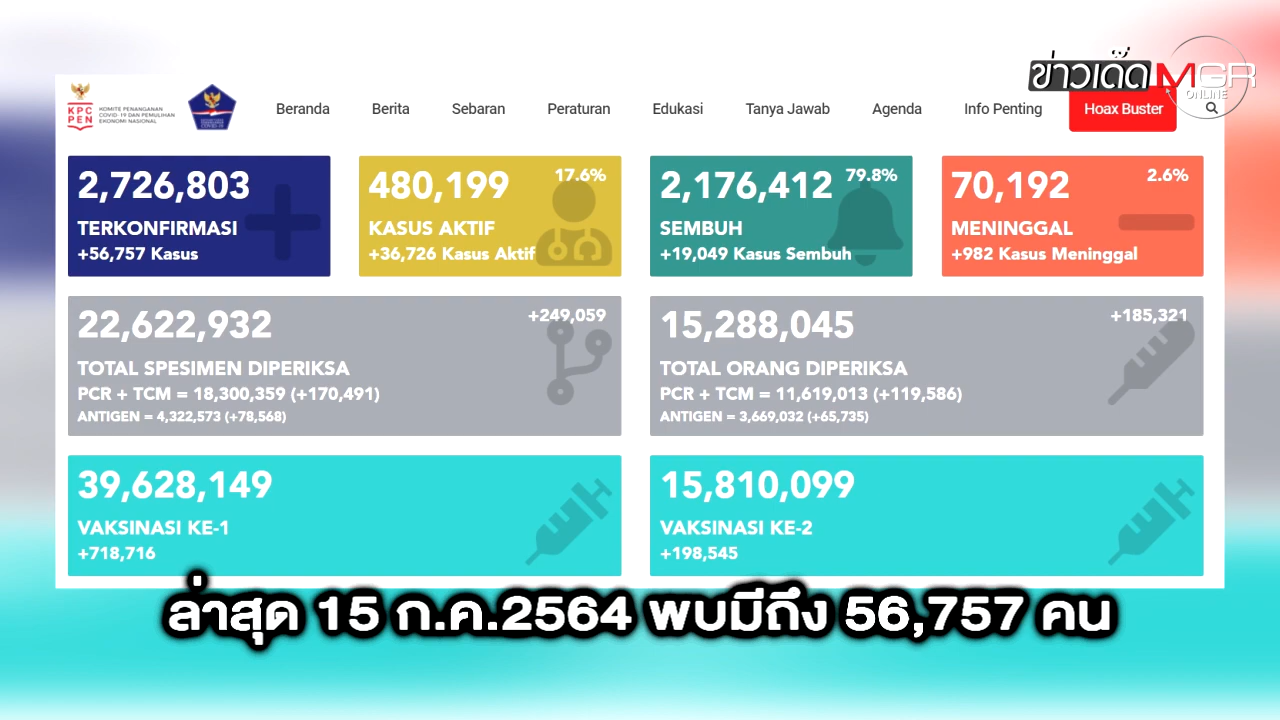 ข่าวเด็ด MGR ONLINE
KPC PEN
KOMITE PENANGANAN
COVID-19 DAN PEMULIHAN
EKONOMI NASIONAL
Beranda Berita Sebaran Peraturan Edukasi Tanya Jawab Agenda Info Penting Hoax Buster
2,726,803
TERKONFIRMASI
+56,757 Kasus
480,199 17.6%
KASUS AKTIF
+36,726 Kasus Aktif
2,176,412 79.8%
SEMBUH
+19,049 Kasus Sembuh
70,192 2.6%
MENINGGAL
+982 Kasus Meninggal
22,622,932 +249,059
TOTAL SPESIMEN DIPERIKSA
PCR + TCM = 18,300,359 (+170,491)
ANTIGEN = 4,322,573 (+78,568)
15,288,045 +185,321
TOTAL ORANG DIPERIKSA
PCR + TCM = 11,619,013 (+119,586)
ANTIGEN = 3,669,032 (+65,735)
39,628,149
VAKSINASI KE-1
+718,716
15,810,099
VAKSINASI KE-2
+198,545
ล่าสุด 15 ก.ค.2564 พบมีถึง 56,757 คน